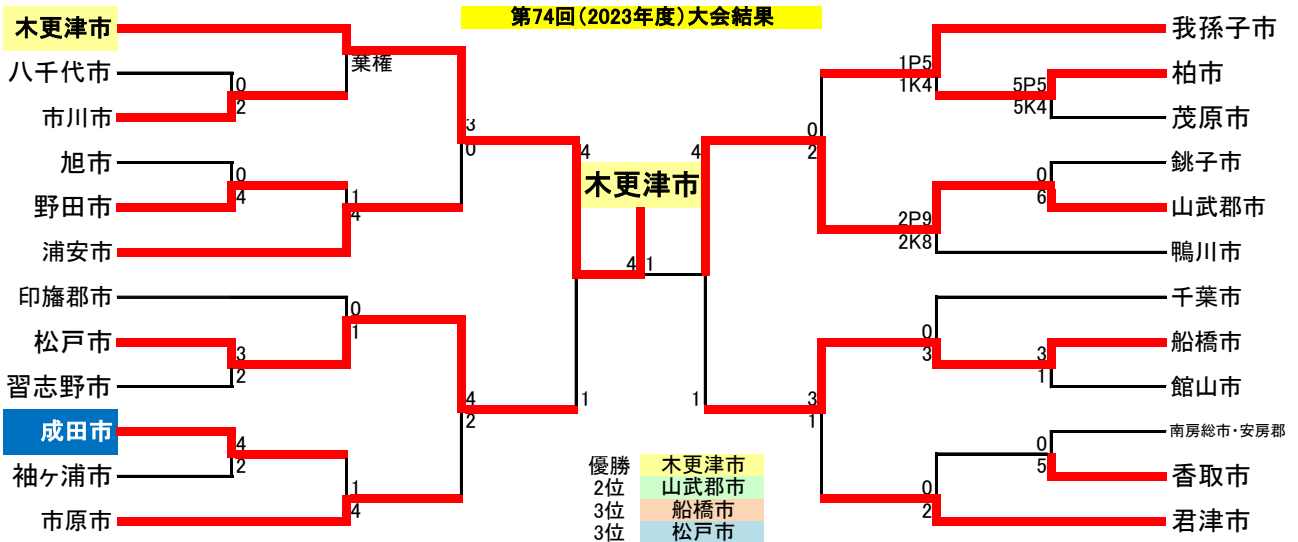 第74回(2023年度)大会結果
木更津市
八千代市
市川市
旭市
野田市
浦安市
印旛郡市
松戸市
習志野市
成田市
袖ヶ浦市
市原市
0
2
0
4
3
2
4
2
棄権
1
4
0
1
1
4
3
0
4
2
4
1
木更津市
4 1
4
1
0
2
3
1
1P5
1K4
2P9
2K8
0
3
0
2
5P5
5K4
0
6
3
1
0
5
我孫子市
柏市
茂原市
銚子市
山武郡市
鴨川市
千葉市
船橋市
館山市
南房総市・安房郡
香取市
君津市
優勝 木更津市
2位 山武郡市
3位 船橋市
3位 松戸市